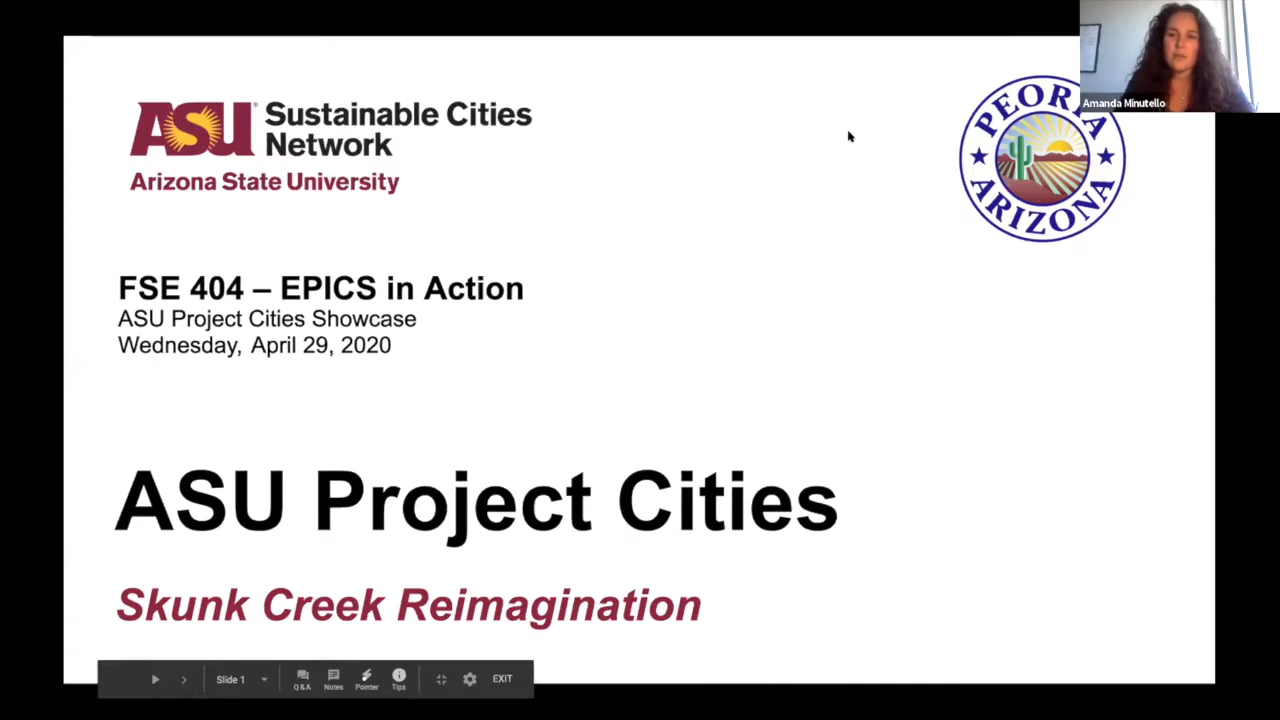 ASU Sustainable Cities
Network
Arizona State University
PEORIA
ARIZONA
Amanda Minutello
FSE 404 – EPICS in Action
ASU Project Cities Showcase
Wednesday, April 29, 2020
ASU Project Cities
Skunk Creek Reimagination
Slide 1
Q&A
Notes
Pointer
Tips
EXIT